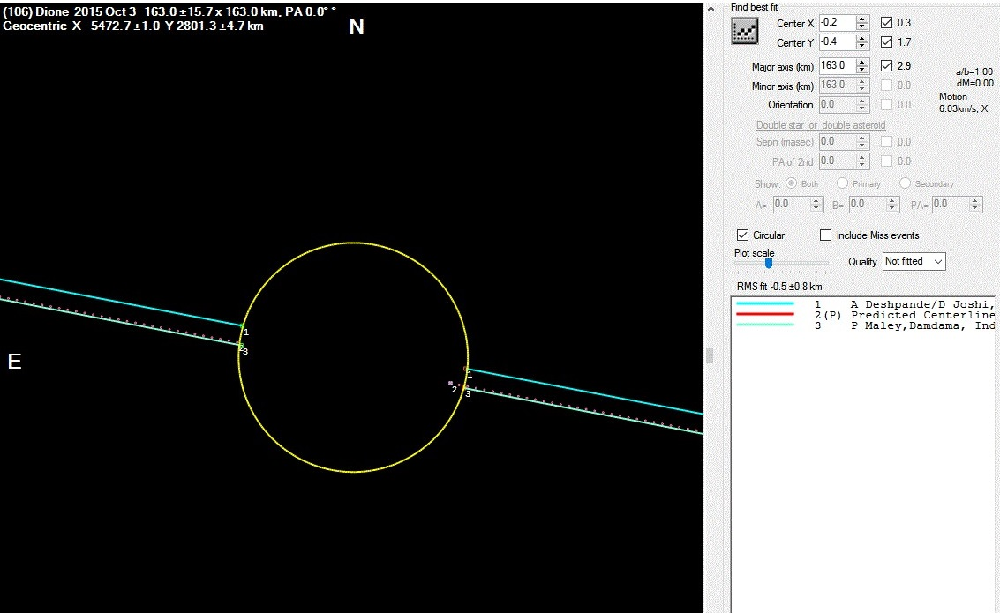 (106) Dione 2015 Oct 3 163.0 ±15.7 x 163.0 km, PA 0.0° °
Geocentric X -5472.7 ±1.0 Y 2801.3 ±4.7 km
N
E
1
2
3
1
2
3
Find best fit
Center X -0.2 0.3
Center Y -0.4 1.7
Major axis (km) 163.0 2.9
a/b=1.00
Minor axis (km) 163.0 0.0
dM=0.00
Orientation 0.0 0.0
Motion
6.03km/s, X
Double star or double asteroid
Sepn (masec) 0.0 0.0
PA of 2nd 0.0 0.0
Show: Both Primary Secondary
A= 0.0 B= 0.0 PA= 0.0
Circular Include Miss events
Plot scale
Quality Not fitted
RMS fit -0.5 ±0.8 km
1 A Deshpande/D Joshi,
2(P) Predicted Centerline
3 P Maley,Damdama, Ind